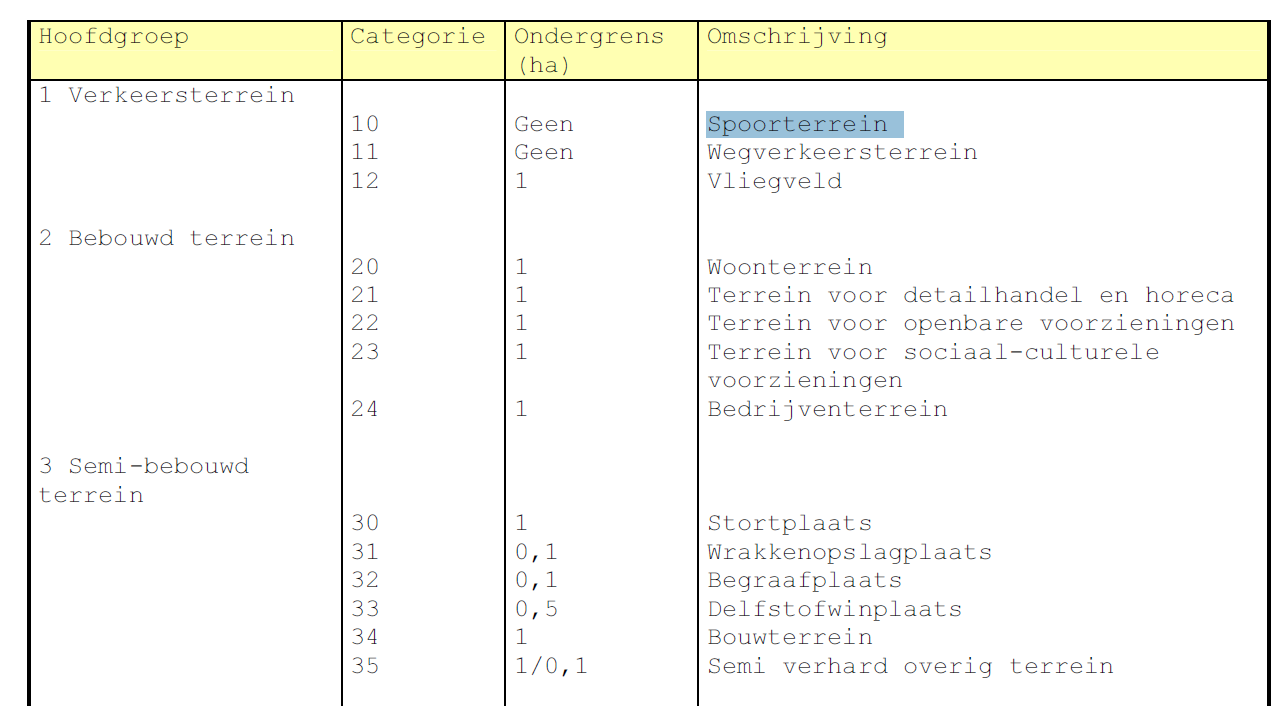 Hoofdgroep Categorie Ondergrens Omschrijving
(ha)
1 Verkeersterrein
10 Geen Spoorterrein
11 Geen Wegverkeersterrein
12 1 Vliegveld
2 Bebouwd terrein
20 1 Woonterrein
21 1 Terrein voor detailhandel en horeca
22 1 Terrein voor openbare voorzieningen
23 1 Terrein voor sociaal-culturele
voorzieningen
24 1 Bedrijventerrein
3 Semi-bebouwd
terrein
30 1 Stortplaats
31 0,1 Wrakkenopslagplaats
32 0,1 Begraafplaats
33 0,5 Delfstofwinplaats
34 1 Bouwterrein
35 1/0,1 Semi verhard overig terrein